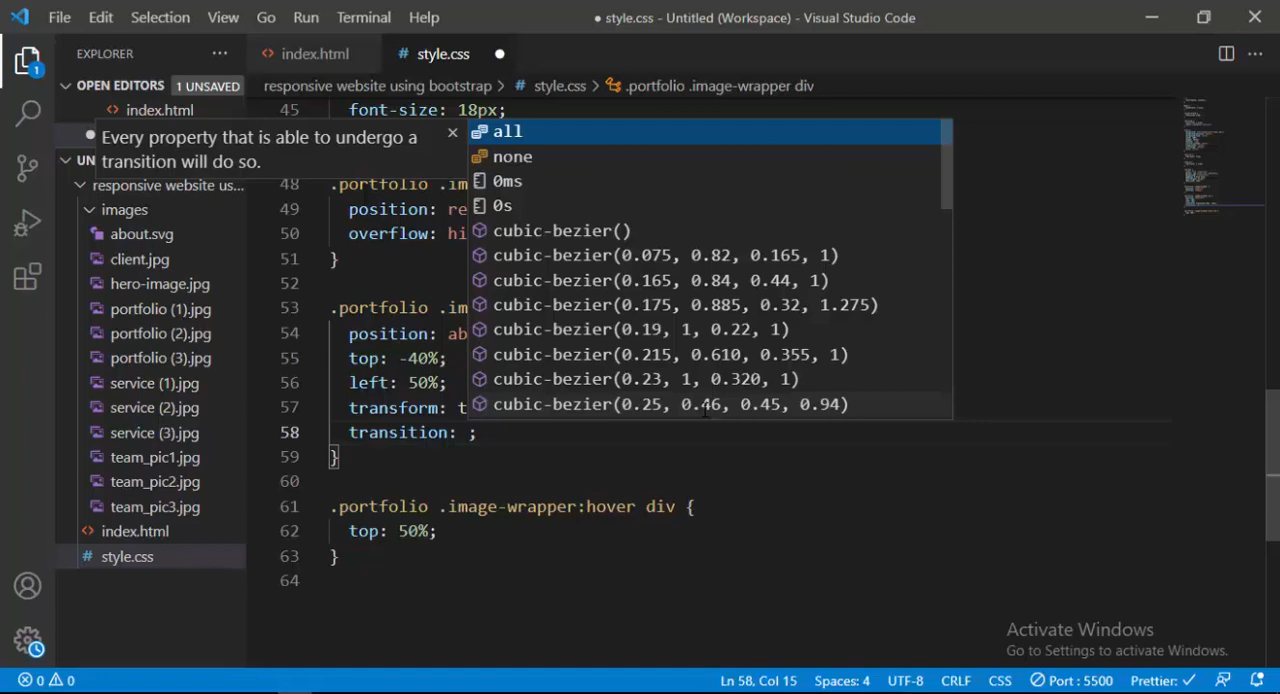 File Edit Selection View Go Run Terminal Help
● style.css - Untitled (Workspace) - Visual Studio Code
EXPLORER
index.html
# style.css
OPEN EDITORS 1 UNSAVED
responsive website using bootstrap > # style.css > .portfolio .image-wrapper div
index.html
Every property that is able to undergo a
transition will do so.
UN
responsive website us...
images
about.svg
client.jpg
hero-image.jpg
portfolio (1).jpg
portfolio (2).jpg
portfolio (3).jpg
service (1).jpg
service (2).jpg
service (3).jpg
team_pic1.jpg
team_pic2.jpg
team_pic3.jpg
index.html
# style.css
45 font-size: 18px;
all
none
0ms
0s
cubic-bezier()
cubic-bezier(0.075, 0.82, 0.165, 1)
cubic-bezier(0.165, 0.84, 0.44, 1)
cubic-bezier(0.175, 0.885, 0.32, 1.275)
cubic-bezier(0.19, 1, 0.22, 1)
cubic-bezier(0.215, 0.610, 0.355, 1)
cubic-bezier(0.23, 1, 0.320, 1)
cubic-bezier(0.25, 0.46, 0.45, 0.94)
48 .portfolio .im
49 position: re
50 overflow: hi
51 }
52
53 .portfolio .im
54 position: ab
55 top: -40%;
56 left: 50%;
57 transform: t
58 transition: ;
59 }
60
61 .portfolio .image-wrapper:hover div {
62 top: 50%;
63 }
64
Activate Windows
Go to Settings to activate Windows.
0 0
Ln 58, Col 15 Spaces: 4 UTF-8 CRLF CSS Port : 5500 Prettier: ✓
1